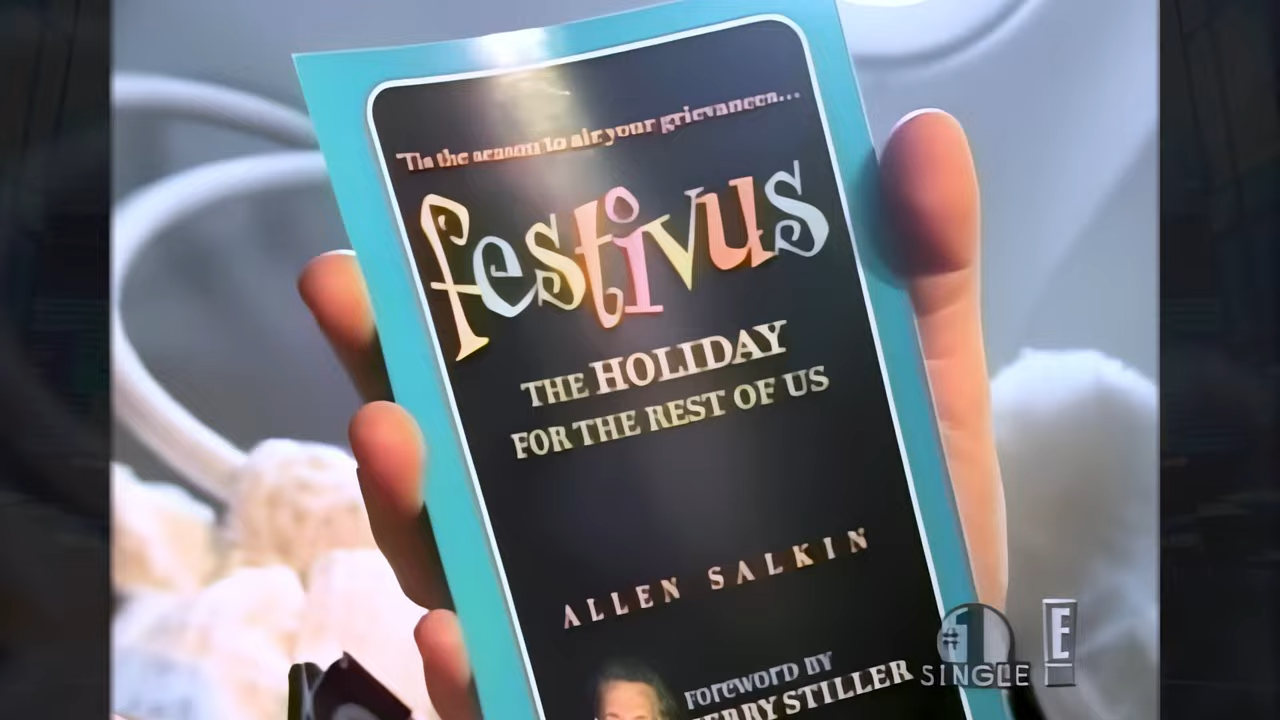 'Tis the season to air your grievances...
festivus
THE HOLIDAY
FOR THE REST OF US
ALLEN SALKIN
FOREWORD BY
JERRY STILLER
#1
SINGLE
E!